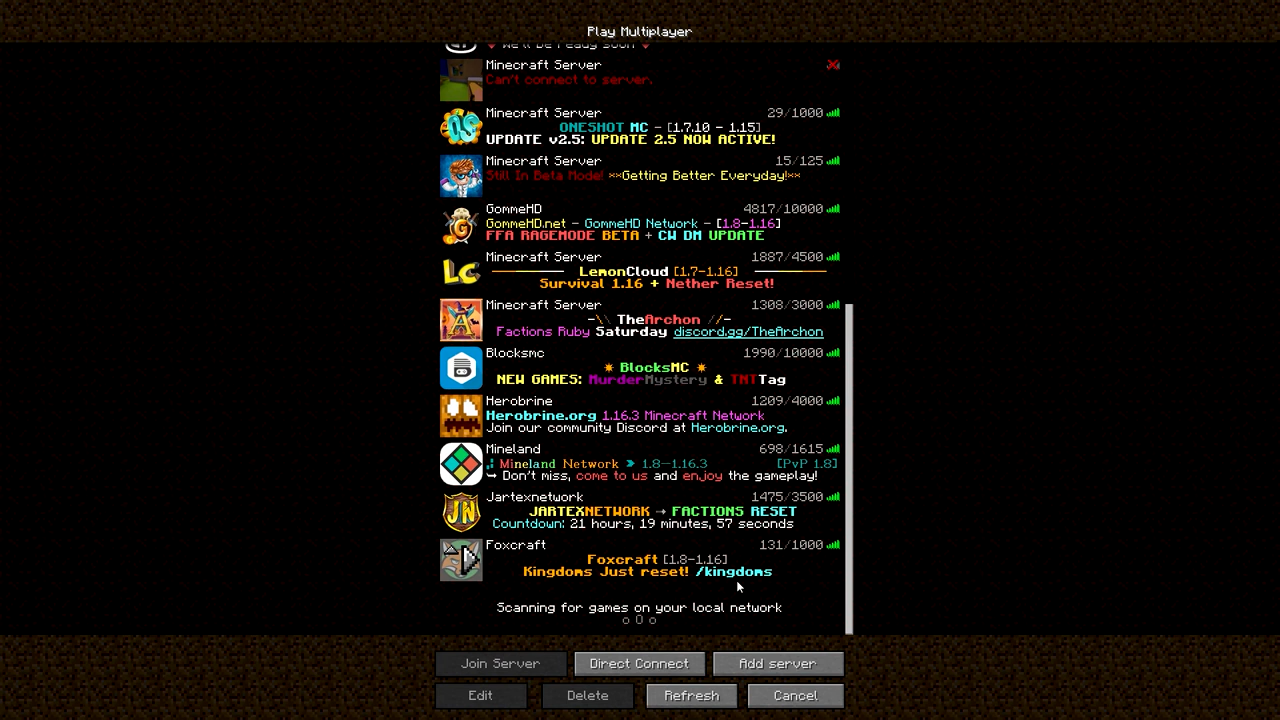 Play Multiplayer
We'll be ready soon
Minecraft Server
Can't connect to server.
Minecraft Server 29/1000
ONESHOT MC - [1.7.10 - 1.15]
UPDATE v2.5: UPDATE 2.5 NOW ACTIVE!
Minecraft Server 15/125
Still In Beta Mode! **Getting Better Everyday!**
GommeHD 4817/10000
GommeHD.net - GommeHD Network - [1.8-1.16]
FFA RAGEMODE BETA + CW DM UPDATE
Minecraft Server 1887/4500
LC LemonCloud [1.7-1.16]
Survival 1.16 + Nether Reset!
Minecraft Server 1308/3000
-\\ TheArchon //-
Factions Ruby Saturday discord.gg/TheArchon
Blocksmc 1990/10000
✴ BlocksMC ✴
NEW GAMES: MurderMystery & TNTTag
Herobrine 1209/4000
Herobrine.org 1.16.3 Minecraft Network
Join our community Discord at Herobrine.org.
Mineland 698/1615
Mineland Network ➤ 1.8—1.16.3 [PvP 1.8]
↪ Don't miss, come to us and enjoy the gameplay!
Jartexnetwork 1475/3500
JN JARTEXNETWORK → FACTIONS RESET
Countdown: 21 hours, 19 minutes, 57 seconds
Foxcraft 131/1000
Foxcraft [1.8-1.16]
Kingdoms Just reset! /kingdoms
Scanning for games on your local network
o O o
Join Server Direct Connect Add server
Edit Delete Refresh Cancel